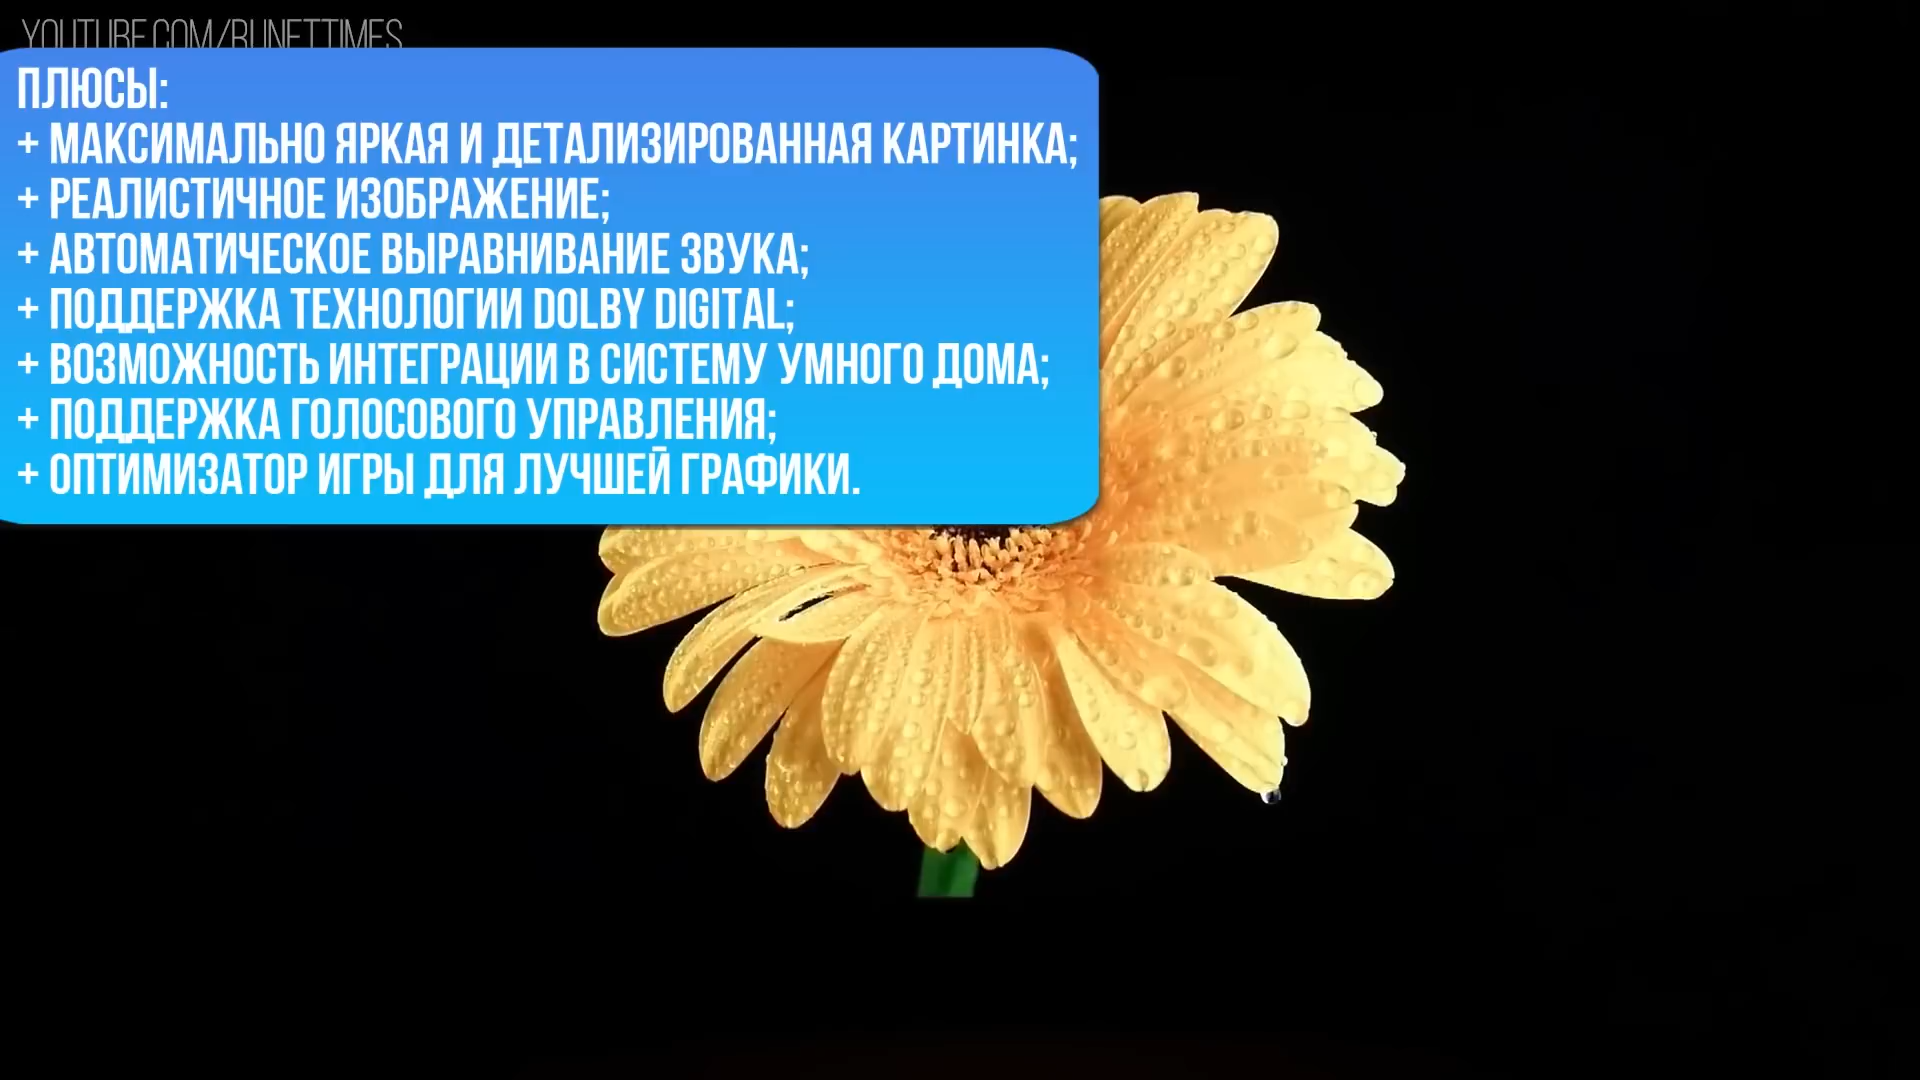 YOUTUBE.COM/RUNETTIMES
ПЛЮСЫ:
+ МАКСИМАЛЬНО ЯРКАЯ И ДЕТАЛИЗИРОВАННАЯ КАРТИНКА;
+ РЕАЛИСТИЧНОЕ ИЗОБРАЖЕНИЕ;
+ АВТОМАТИЧЕСКОЕ ВЫРАВНИВАНИЕ ЗВУКА;
+ ПОДДЕРЖКА ТЕХНОЛОГИИ DOLBY DIGITAL;
+ ВОЗМОЖНОСТЬ ИНТЕГРАЦИИ В СИСТЕМУ УМНОГО ДОМА;
+ ПОДДЕРЖКА ГОЛОСОВОГО УПРАВЛЕНИЯ;
+ ОПТИМИЗАТОР ИГРЫ ДЛЯ ЛУЧШЕЙ ГРАФИКИ.